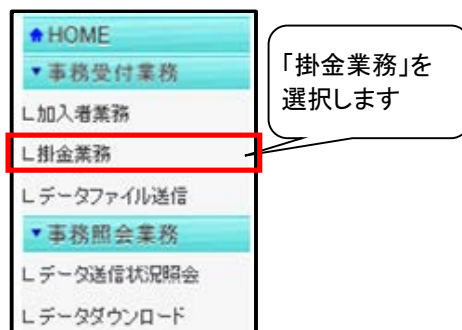 HOME
▼事務受付業務
L加入者業務
L掛金業務
Lデータファイル送信
▼事務照会業務
Lデータ送信状況照会
Lデータダウンロード
「掛金業務」を
選択します